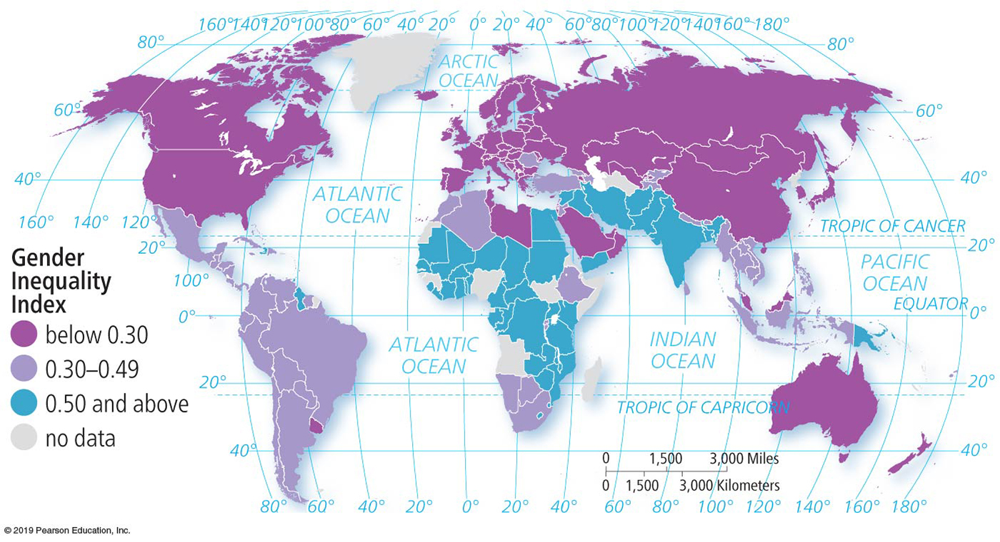 160° 140° 120° 100° 80° 60° 40° 20° 0° 20° 40° 60° 80° 100° 120° 140° 160° 180°
80° 80°
ARCTIC
OCEAN
60° 60°
40° 40°
ATLANTIC
OCEAN
160° 140° 120°
TROPIC OF CANCER
20° 20°
Gender
Inequality
Index
below 0.30
0.30–0.49
0.50 and above
no data
100°
PACIFIC
OCEAN
EQUATOR
0° 0°
ATLANTIC
OCEAN
INDIAN
OCEAN
20° 20°
TROPIC OF CAPRICORN
40° 40°
0 1,500 3,000 Miles
0 1,500 3,000 Kilometers
80° 60° 40° 20° 0° 20° 40° 60° 80° 100° 120° 140° 160° 180°
© 2019 Pearson Education, Inc.